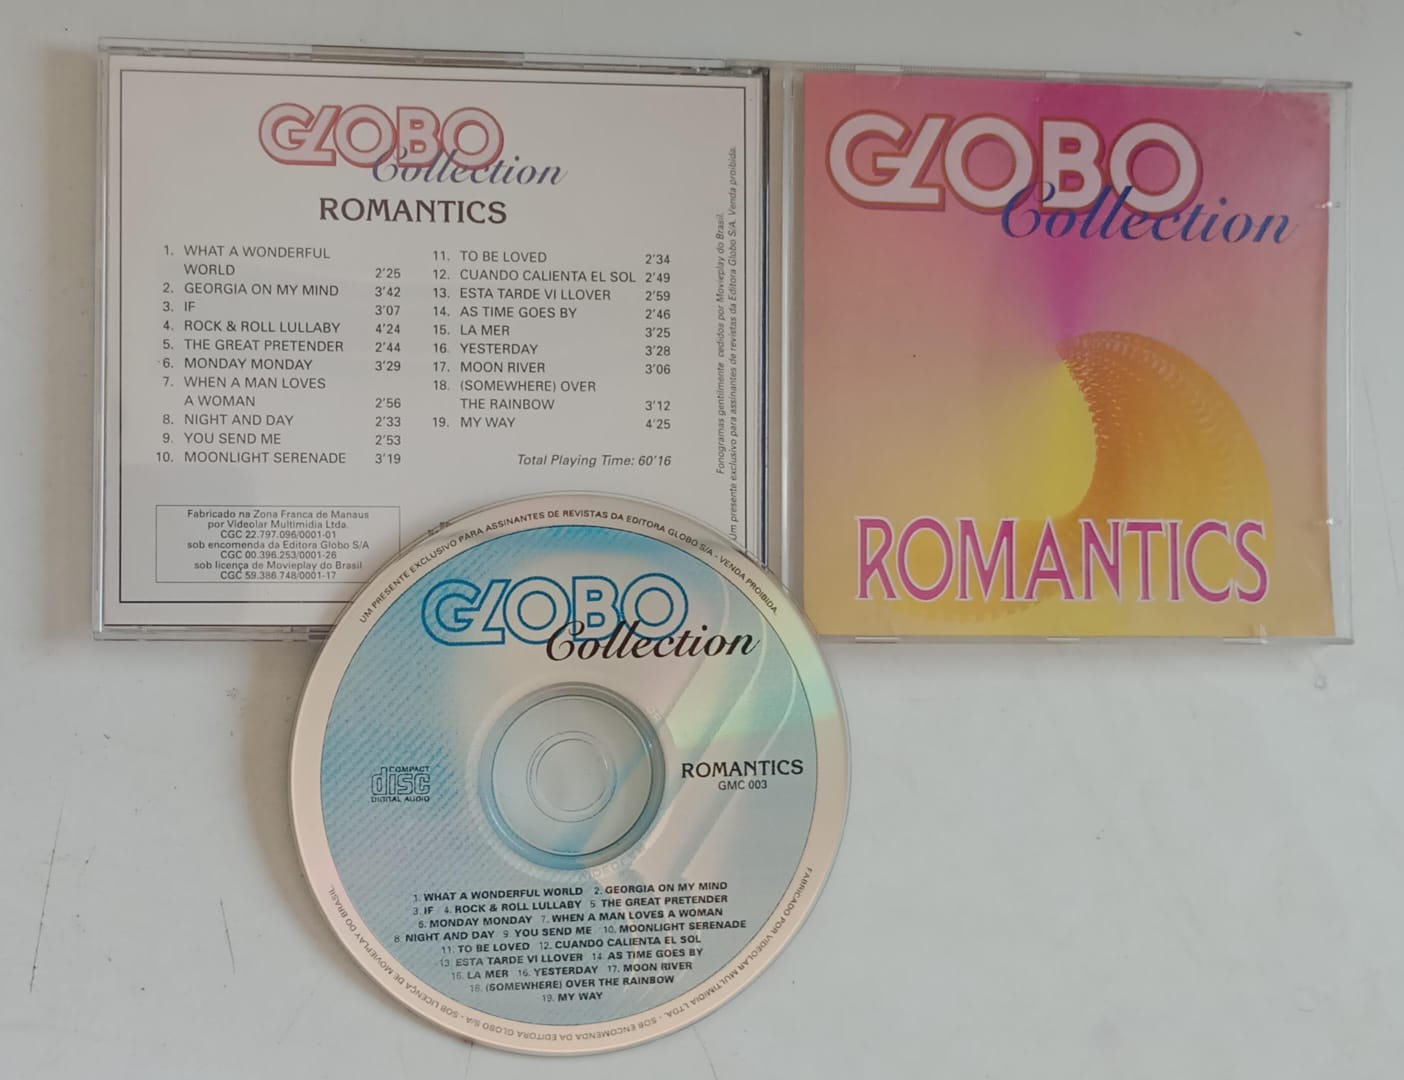 GLOBO
Collection
ROMANTICS
1. WHAT A WONDERFUL
WORLD 2'25
2. GEORGIA ON MY MIND 3'42
3. IF 3'07
4. ROCK & ROLL LULLABY 4'24
5. THE GREAT PRETENDER 2'44
6. MONDAY MONDAY 3'29
7. WHEN A MAN LOVES
A WOMAN 2'56
8. NIGHT AND DAY 2'33
9. YOU SEND ME 2'53
10. MOONLIGHT SERENADE 3'19
11. TO BE LOVED 2'34
12. CUANDO CALIENTA EL SOL 2'49
13. ESTA TARDE VI LLOVER 2'59
14. AS TIME GOES BY 2'46
15. LA MER 3'25
16. YESTERDAY 3'28
17. MOON RIVER 3'06
18. (SOMEWHERE) OVER
THE RAINBOW 3'12
19. MY WAY 4'25
Total Playing Time: 60'16
Fonogramas gentilmente cedidos por Movieplay do Brasil.
Um presente exclusivo para assinantes de revistas da Editora Globo S/A. Venda proibida.
Fabricado na Zona Franca de Manaus
por Videolar Multimidia Ltda.
CGC 22.797.096/0001-01
sob encomenda da Editora Globo S/A
CGC 00.396.253/0001-26
sob licença de Movieplay do Brasil
CGC 59.386.748/0001-17
GLOBO
Collection
ROMANTICS
UM PRESENTE EXCLUSIVO PARA ASSINANTES DE REVISTAS DA EDITORA GLOBO S/A - VENDA PROIBIDA.
GLOBO
Collection
COMPACT
disc
DIGITAL AUDIO
ROMANTICS
GMC 003
1. WHAT A WONDERFUL WORLD 2. GEORGIA ON MY MIND
3. IF 4. ROCK & ROLL LULLABY 5. THE GREAT PRETENDER
6. MONDAY MONDAY 7. WHEN A MAN LOVES A WOMAN
8. NIGHT AND DAY 9. YOU SEND ME 10. MOONLIGHT SERENADE
11. TO BE LOVED 12. CUANDO CALIENTA EL SOL
13. ESTA TARDE VI LLOVER 14. AS TIME GOES BY
15. LA MER 16. YESTERDAY 17. MOON RIVER
18. (SOMEWHERE) OVER THE RAINBOW
19. MY WAY
FABRICADO POR VIDEOLAR MULTIMIDIA LTDA. - SOB ENCOMENDA DA EDITORA GLOBO S/A - SOB LICENÇA DE MOVIEPLAY DO BRASIL.